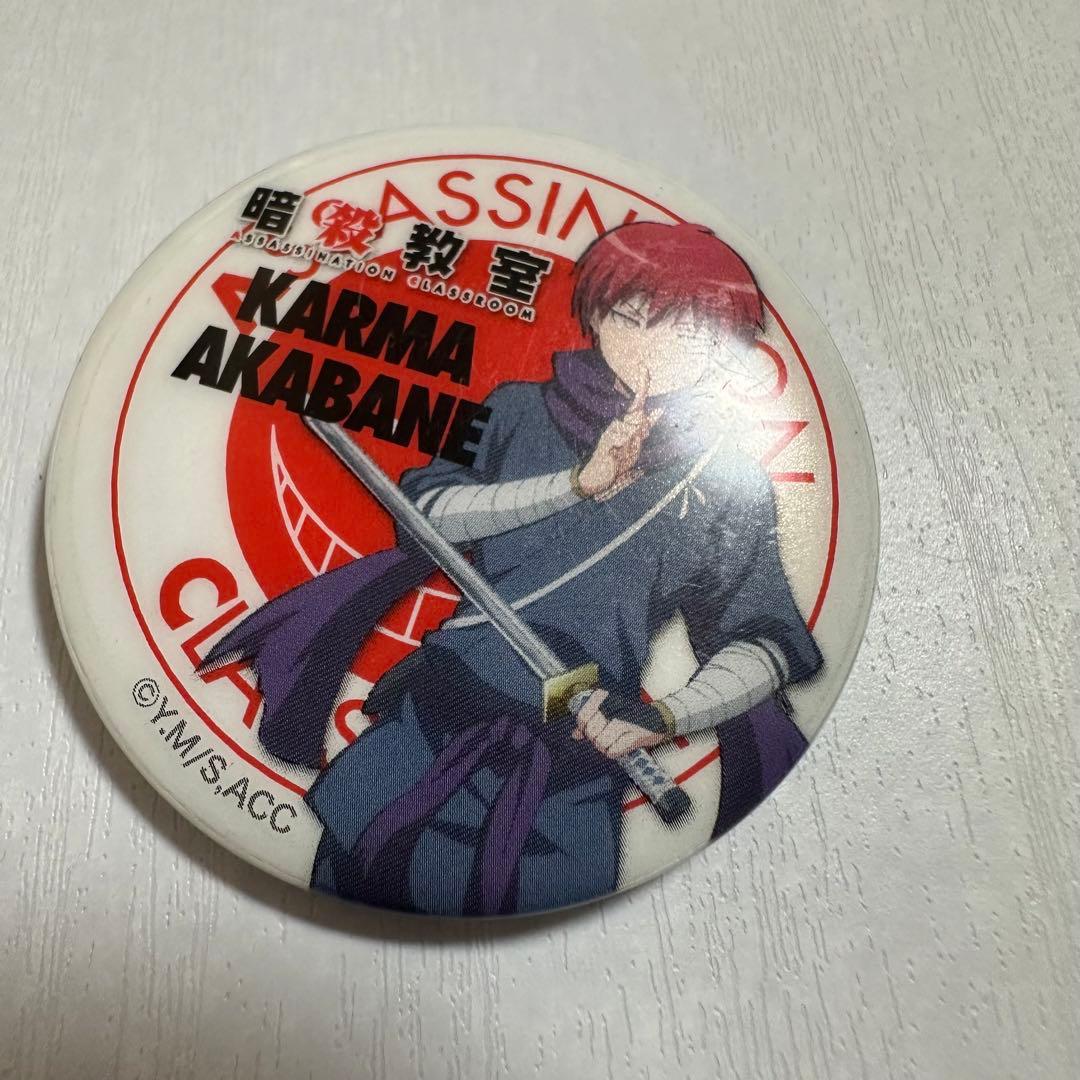 暗殺教室
ASSASSINATION CLASSROOM
KARMA
AKABANE
©Y.M/S,ACC